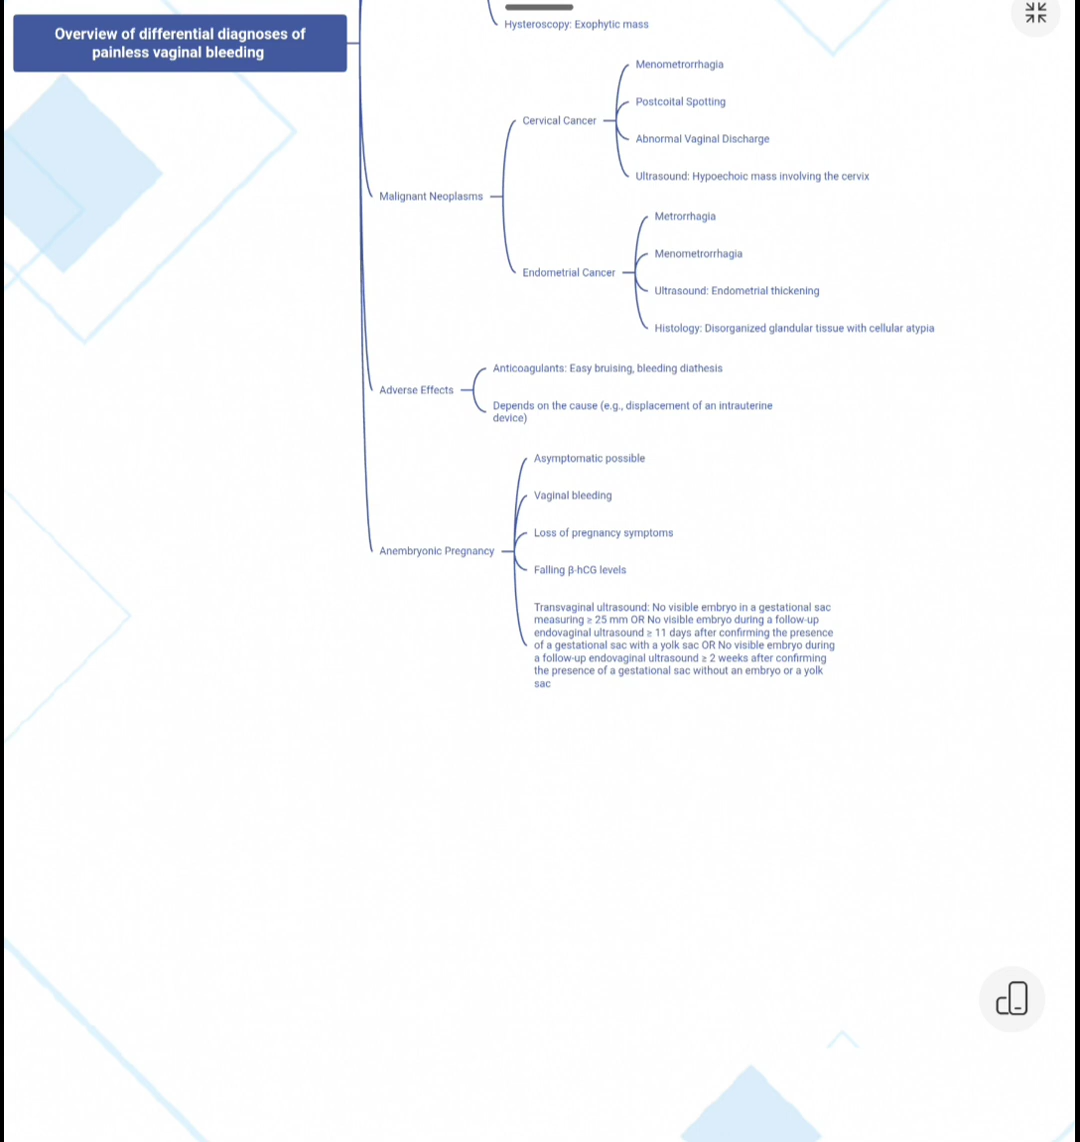 Overview of differential diagnoses of
painless vaginal bleeding
Hysteroscopy: Exophytic mass
Malignant Neoplasms
Cervical Cancer
Menometrorrhagia
Postcoital Spotting
Abnormal Vaginal Discharge
Ultrasound: Hypoechoic mass involving the cervix
Endometrial Cancer
Metrorrhagia
Menometrorrhagia
Ultrasound: Endometrial thickening
Histology: Disorganized glandular tissue with cellular atypia
Adverse Effects
Anticoagulants: Easy bruising, bleeding diathesis
Depends on the cause (e.g., displacement of an intrauterine
device)
Anembryonic Pregnancy
Asymptomatic possible
Vaginal bleeding
Loss of pregnancy symptoms
Falling β-hCG levels
Transvaginal ultrasound: No visible embryo in a gestational sac
measuring ≥ 25 mm OR No visible embryo during a follow-up
endovaginal ultrasound ≥ 11 days after confirming the presence
of a gestational sac with a yolk sac OR No visible embryo during
a follow-up endovaginal ultrasound ≥ 2 weeks after confirming
the presence of a gestational sac without an embryo or a yolk
sac